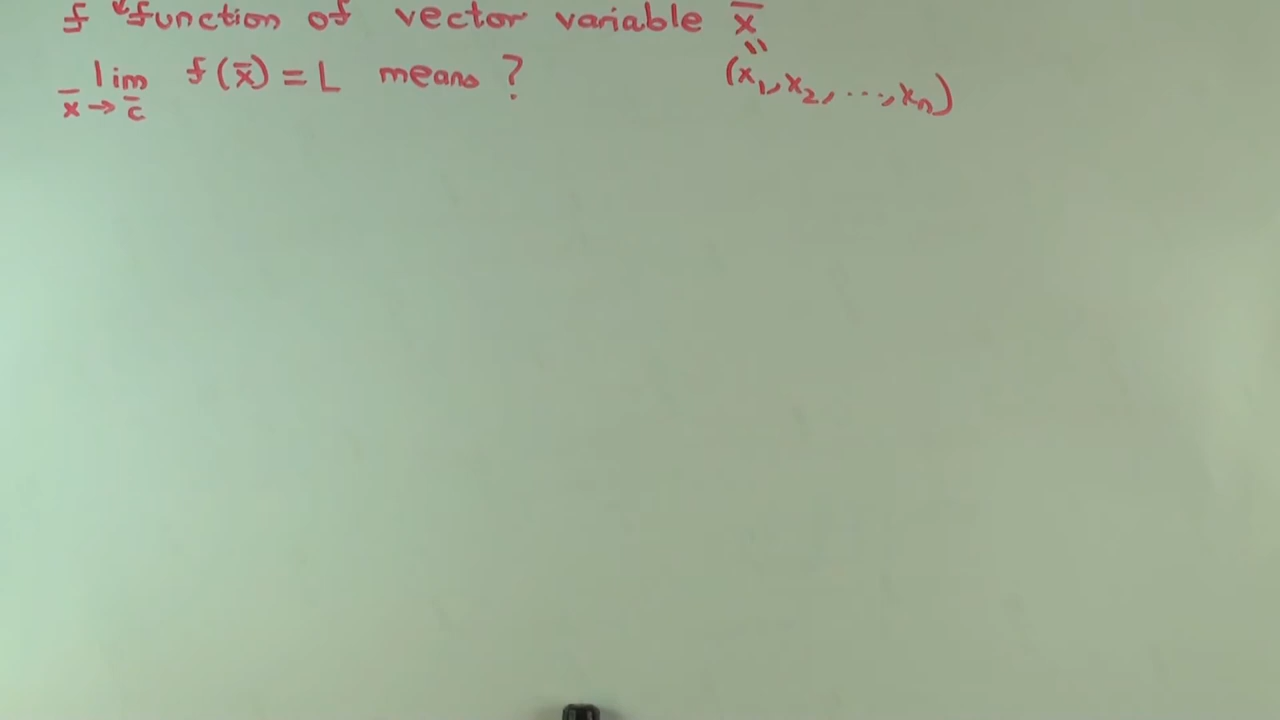 f function of vector variable x̄
lim f(x̄) = L means ?
x̄ → c̄
=
(x₁, x₂, ..., xₙ)